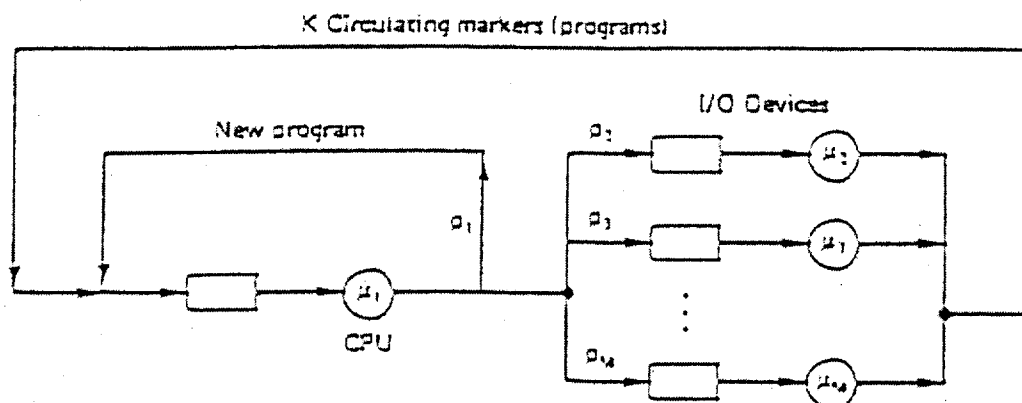 K Circulating markers (programs)
I/O Devices
New program
p₂
μ₂
p₁
p₃
μ₃
μ₁
CPU
p_M
μ_M